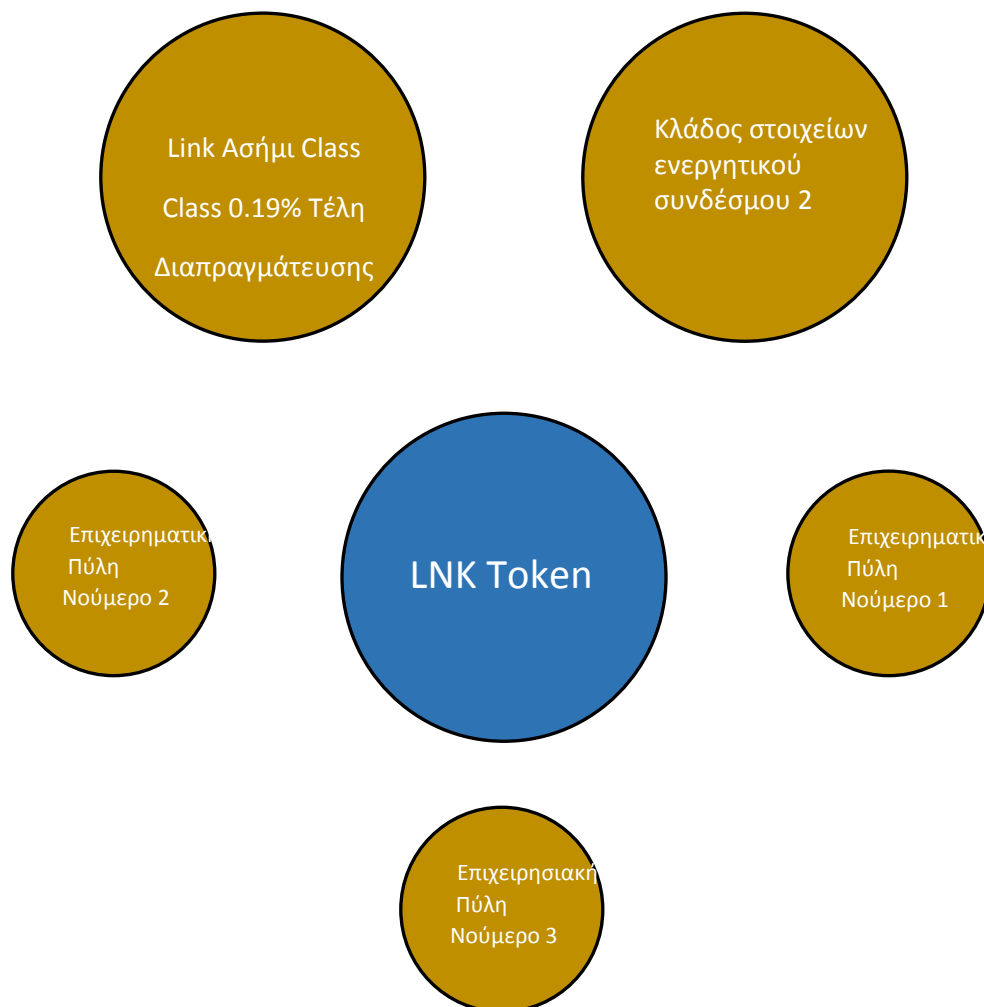 Link Ασήμι Class
Class 0.19% Τέλη
Διαπραγμάτευσης
Κλάδος στοιχείων
ενεργητικού
συνδέσμου 2
Επιχειρηματικ
Πύλη
Νούμερο 2
LNK Token
Επιχειρηματικ
Πύλη
Νούμερο 1
Επιχειρησιακή
Πύλη
Νούμερο 3